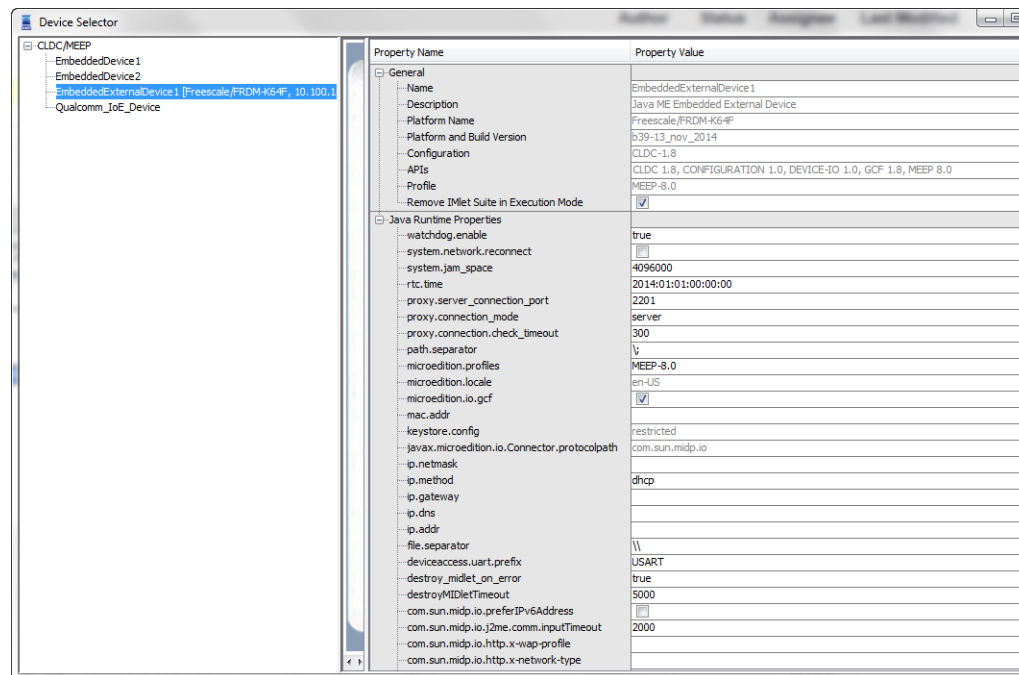 Device Selector
Author Status Assignee Last Modified
CLDC/MEEP
EmbeddedDevice1
EmbeddedDevice2
EmbeddedExternalDevice1 [Freescale/FRDM-K64F, 10.100.1
Qualcomm_IoE_Device
Property Name Property Value
General
Name EmbeddedExternalDevice1
Description Java ME Embedded External Device
Platform Name Freescale/FRDM-K64F
Platform and Build Version b39-13_nov_2014
Configuration CLDC-1.8
APIs CLDC 1.8, CONFIGURATION 1.0, DEVICE-IO 1.0, GCF 1.8, MEEP 8.0
Profile MEEP-8.0
Remove IMlet Suite in Execution Mode
Java Runtime Properties
watchdog.enable true
system.network.reconnect
system.jam_space 4096000
rtc.time 2014:01:01:00:00:00
proxy.server_connection_port 2201
proxy.connection_mode server
proxy.connection.check_timeout 300
path.separator \;
microedition.profiles MEEP-8.0
microedition.locale en-US
microedition.io.gcf
mac.addr
keystore.config restricted
javax.microedition.io.Connector.protocolpath com.sun.midp.io
ip.netmask
ip.method dhcp
ip.gateway
ip.dns
ip.addr
file.separator \\
deviceaccess.uart.prefix USART
destroy_midlet_on_error true
destroyMIDletTimeout 5000
com.sun.midp.io.preferIPv6Address
com.sun.midp.io.j2me.comm.inputTimeout 2000
com.sun.midp.io.http.x-wap-profile
com.sun.midp.io.http.x-network-type